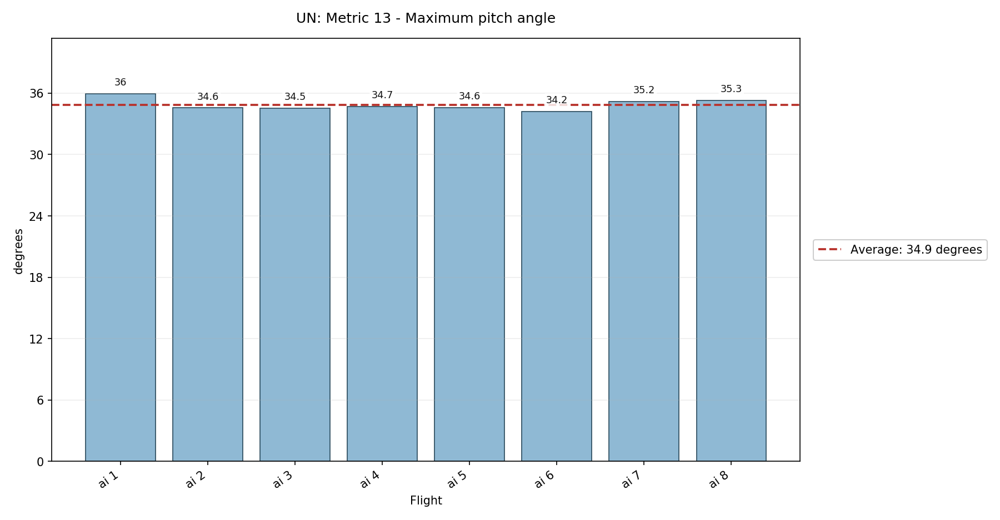 UN: Metric 13 - Maximum pitch angle
36
34.6
34.5
34.7
34.6
34.2
35.2
35.3
36
30
24
18
12
6
0
degrees
ai 1
ai 2
ai 3
ai 4
ai 5
ai 6
ai 7
ai 8
Flight
Average: 34.9 degrees